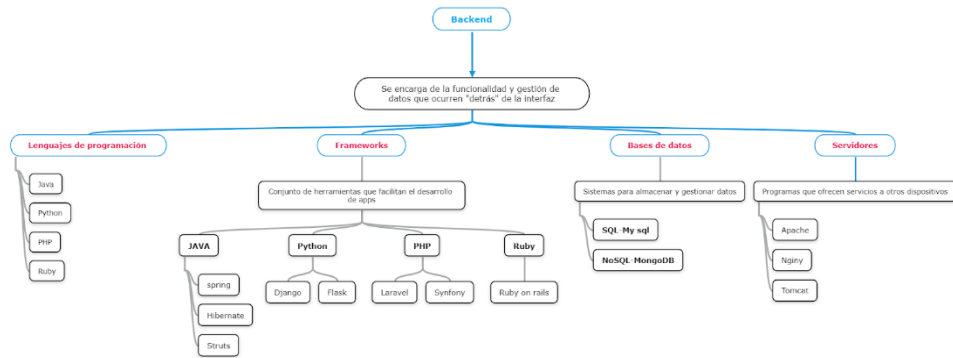 Backend
Se encarga de la funcionalidad y gestión de
datos que ocurren "detrás" de la interfaz
Lenguajes de programación
Frameworks
Bases de datos
Servidores
Java
Python
PHP
Ruby
Conjunto de herramientas que facilitan el desarrollo
de apps
JAVA
Python
PHP
Ruby
spring
Hibernate
Struts
Django
Flask
Laravel
Synfony
Ruby on rails
Sistemas para almacenar y gestionar datos
SQL-My sql
NoSQL-MongoDB
Programas que ofrecen servicios a otros dispositivos
Apache
Nginy
Tomcat